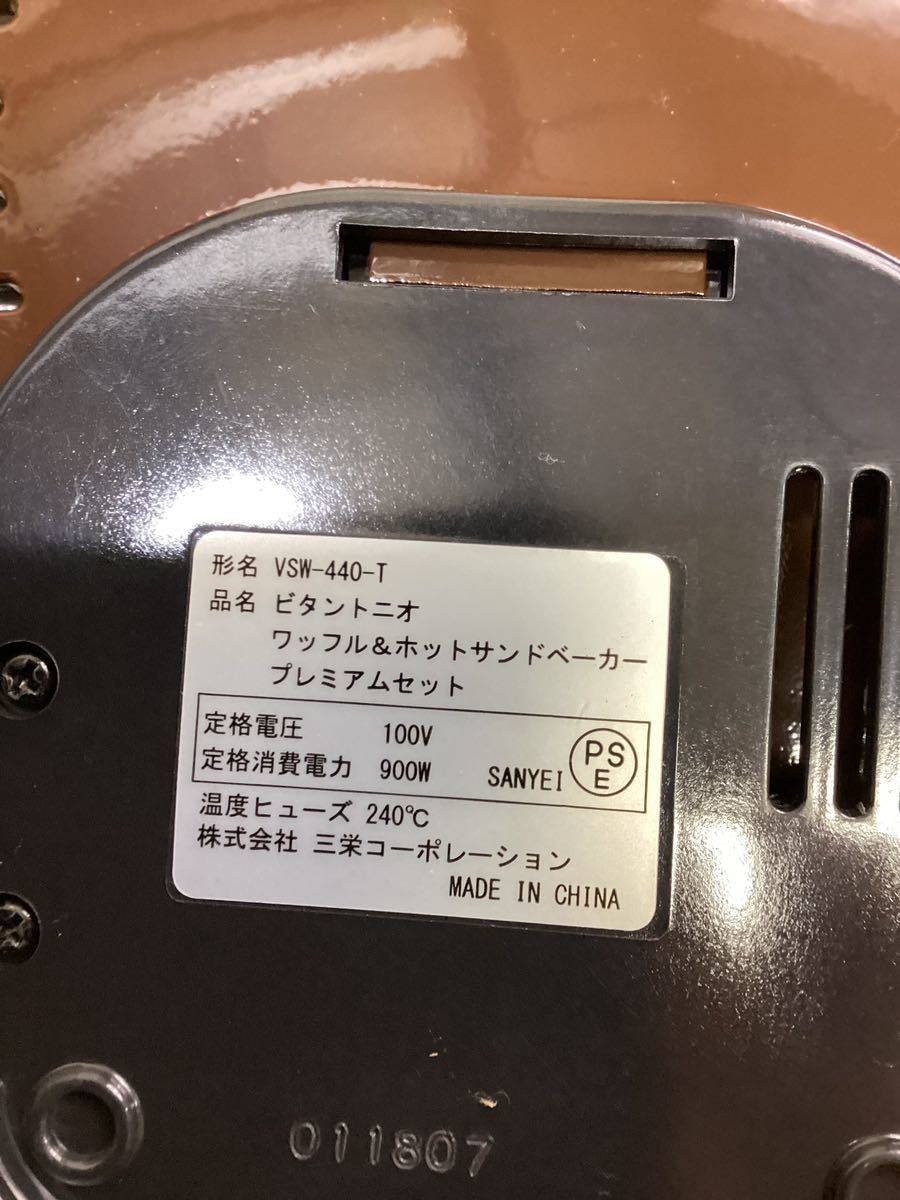 形名 VSW-440-T
品名 ビタントニオ
ワッフル＆ホットサンドベーカー
プレミアムセット
定格電圧 100V
定格消費電力 900W SANYEI PSE
温度ヒューズ 240℃
株式会社 三栄コーポレーション
MADE IN CHINA
011807